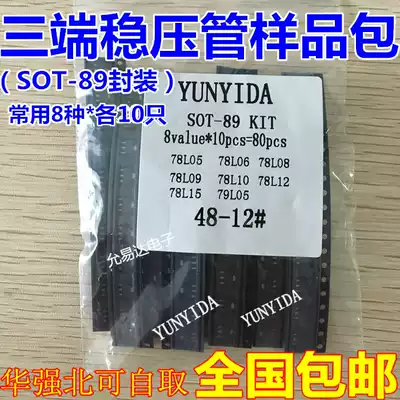 三端稳压管样品包
(SOT-89封装)
常用8种*各10只
YUNYIDA
SOT-89 KIT
8value*10pcs=80pcs
78L05 78L06 78L08
78L09 78L10 78L12
78L15 79L05
48-12#
允易达电子
YUNYIDA
YUNYIDA
华强北可自取
全国包邮